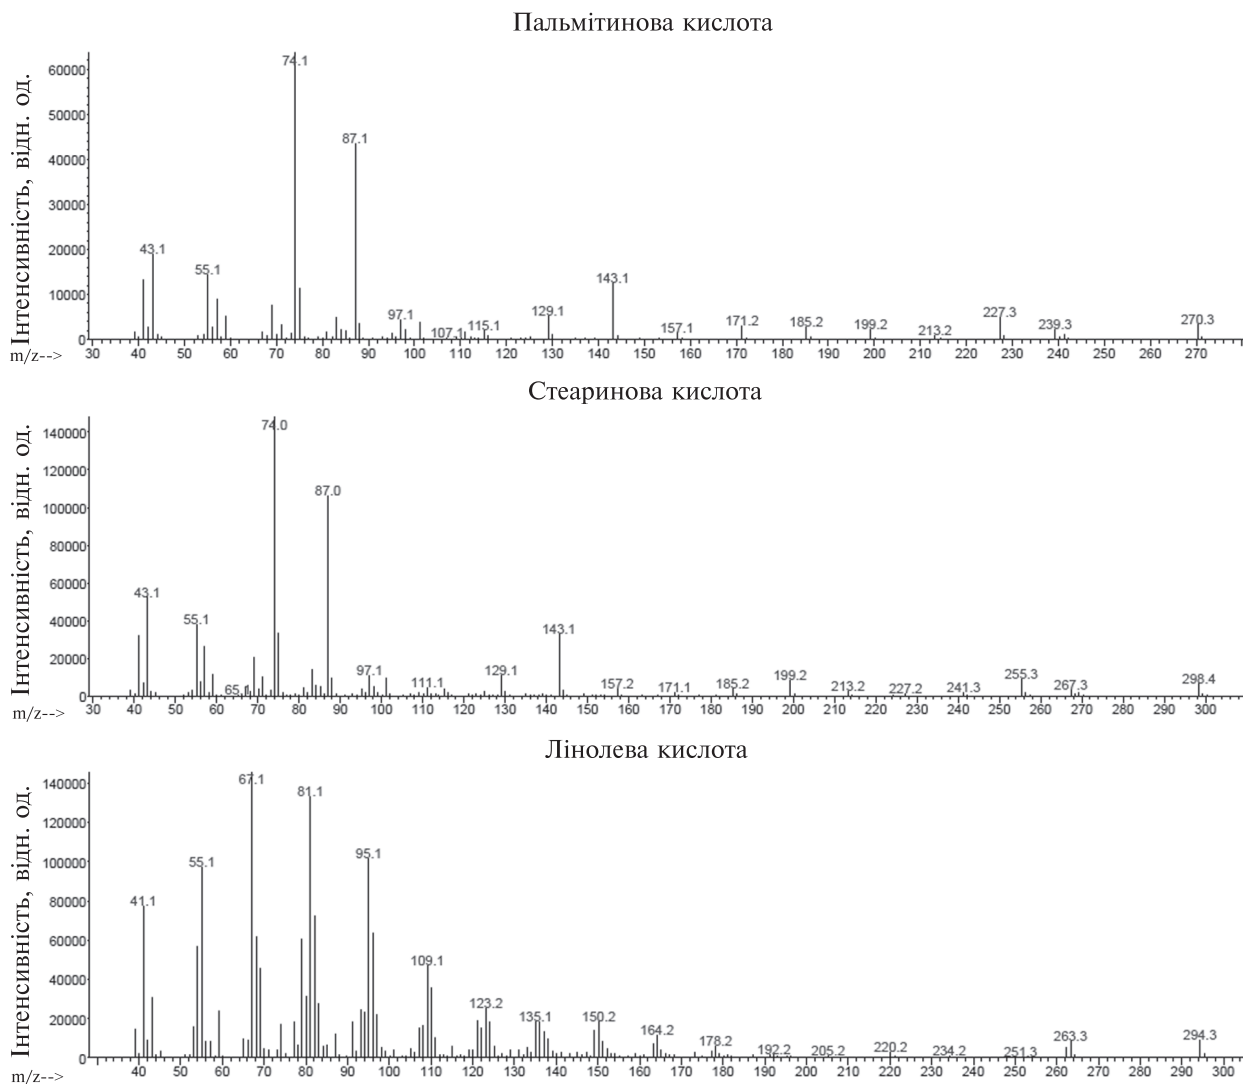 Пальмітинова кислота
Інтенсивність, відн. од.
60000
50000
40000
30000
20000
10000
0
43.1 55.1 74.1 87.1 97.1 107.1 115.1 129.1 143.1 157.1 171.2 185.2 199.2 213.2 227.3 239.3 270.3
30 40 50 60 70 80 90 100 110 120 130 140 150 160 170 180 190 200 210 220 230 240 250 260 270
m/z-->
Стеаринова кислота
Інтенсивність, відн. од.
140000
120000
100000
80000
60000
40000
20000
0
43.1 55.1 65. 74.0 87.0 97.1 111.1 129.1 143.1 157.2 171.1 185.2 199.2 213.2 227.2 241.3 255.3 267.3 298.4
30 40 50 60 70 80 90 100 110 120 130 140 150 160 170 180 190 200 210 220 230 240 250 260 270 280 290 300
m/z-->
Лінолева кислота
Інтенсивність, відн. од.
140000
120000
100000
80000
60000
40000
20000
0
41.1 55.1 67.1 81.1 95.1 109.1 123.2 135.1 150.2 164.2 178.2 192.2 205.2 220.2 234.2 251.3 263.3 294.3
40 50 60 70 80 90 100 110 120 130 140 150 160 170 180 190 200 210 220 230 240 250 260 270 280 290 300
m/z-->